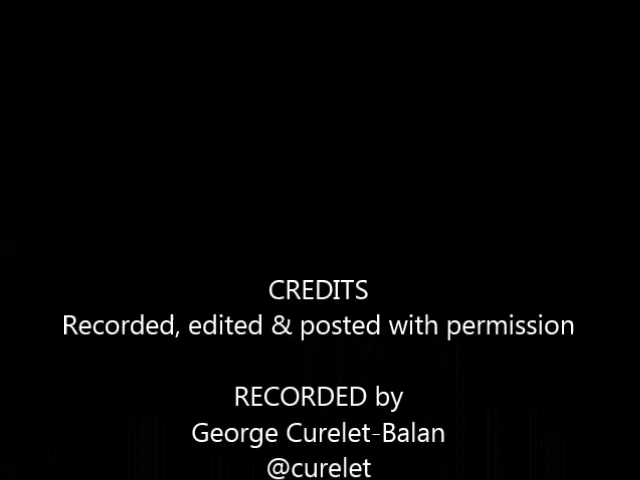 CREDITS
Recorded, edited & posted with permission
RECORDED by
George Curelet-Balan
@curelet